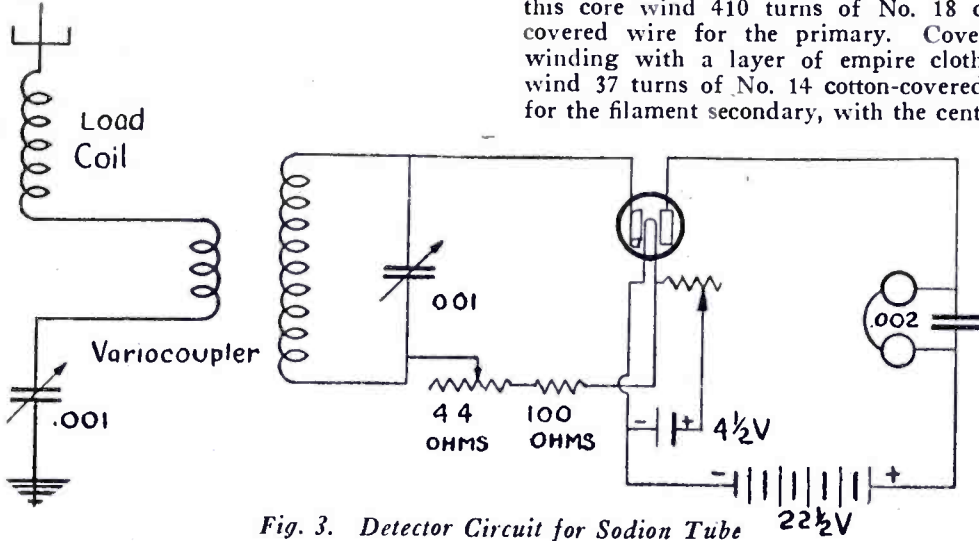 this core wind 410 turns of No. 18
covered wire for the primary. Cove
winding with a layer of empire cloth
wind 37 turns of No. 14 cotton-covered
for the filament secondary, with the cent
Load
Coil
Variocoupler
.001
001
44
OHMS
100
OHMS
.002
- +
4½V
- +
22½V
Fig. 3. Detector Circuit for Sodion Tube